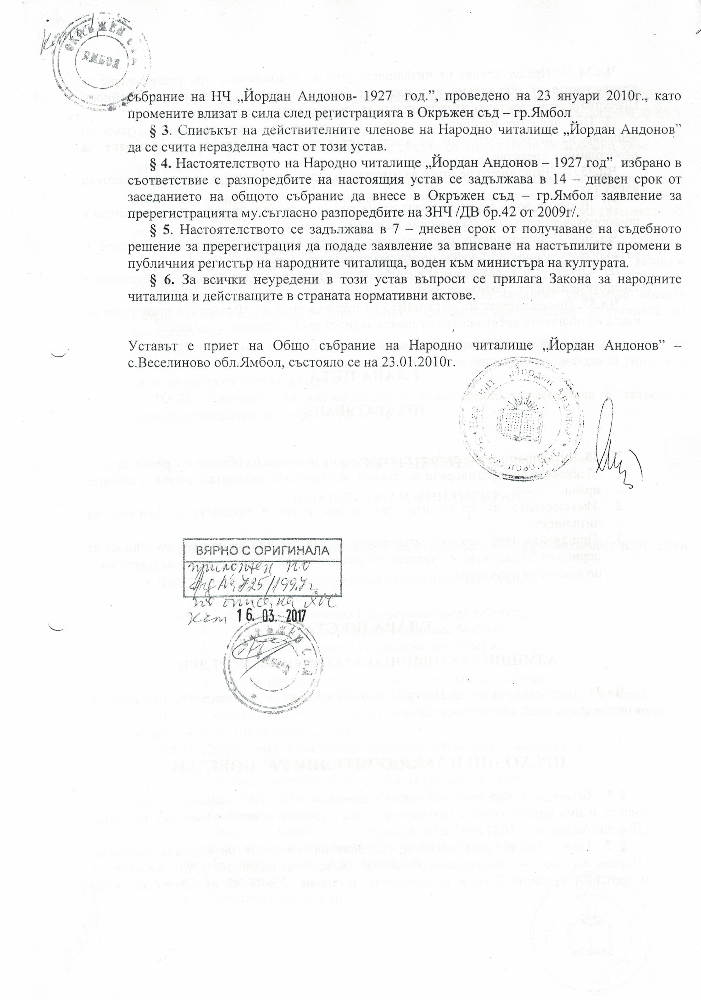 ОКРЪЖЕН С
ЯМБОЛ
събрание на НЧ „Йордан Андонов- 1927 год.”, проведено на 23 януари 2010г., като
промените влизат в сила след регистрацията в Окръжен съд – гр.Ямбол
§ 3. Списъкът на действителните членове на Народно читалище „Йордан Андонов”
да се счита неразделна част от този устав.
§ 4. Настоятелството на Народно читалище „Йордан Андонов – 1927 год” избрано в
съответствие с разпоредбите на настоящия устав се задължава в 14 – дневен срок от
заседанието на общото събрание да внесе в Окръжен съд – гр.Ямбол заявление за
пререгистрацията му.съгласно разпоредбите на ЗНЧ /ДВ бр.42 от 2009г/.
§ 5. Настоятелството се задължава в 7 – дневен срок от получаване на съдебното
решение за пререгистрация да подаде заявление за вписване на настъпилите промени в
публичния регистър на народните читалища, воден към министъра на културата.
§ 6. За всички неуредени в този устав въпроси се прилага Закона за народните
читалища и действащите в страната нормативни актове.
Уставът е приет на Общо събрание на Народно читалище „Йордан Андонов” –
с.Веселиново обл.Ямбол, състояло се на 23.01.2010г.
„Йордан Андонов”
ВЯРНО С ОРИГИНАЛА
приложен по
725/1997г.
по описа на ЯОС
към 16. 03. 2017